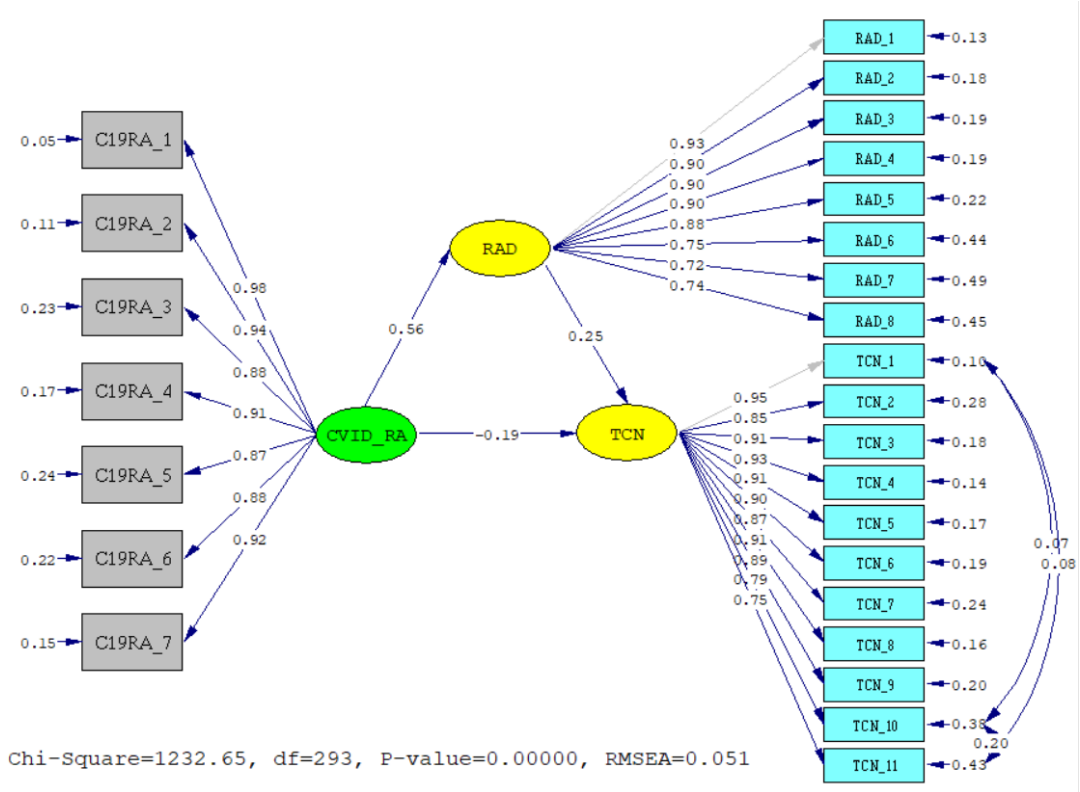 0.05 C19RA_1
0.11 C19RA_2
0.23 C19RA_3
0.17 C19RA_4
0.24 C19RA_5
0.22 C19RA_6
0.15 C19RA_7
0.98
0.94
0.88
0.91
0.87
0.88
0.92
CVID_RA
0.56
-0.19
RAD
0.25
TCN
0.93
0.90
0.90
0.90
0.88
0.75
0.72
0.74
0.95
0.85
0.91
0.93
0.91
0.90
0.87
0.91
0.89
0.79
0.75
RAD_1 0.13
RAD_2 0.18
RAD_3 0.19
RAD_4 0.19
RAD_5 0.22
RAD_6 0.44
RAD_7 0.49
RAD_8 0.45
TCN_1 0.10
TCN_2 0.28
TCN_3 0.18
TCN_4 0.14
TCN_5 0.17
TCN_6 0.19
TCN_7 0.24
TCN_8 0.16
TCN_9 0.20
TCN_10 0.38
TCN_11 0.43
0.07
0.08
0.20
Chi-Square=1232.65, df=293, P-value=0.00000, RMSEA=0.051